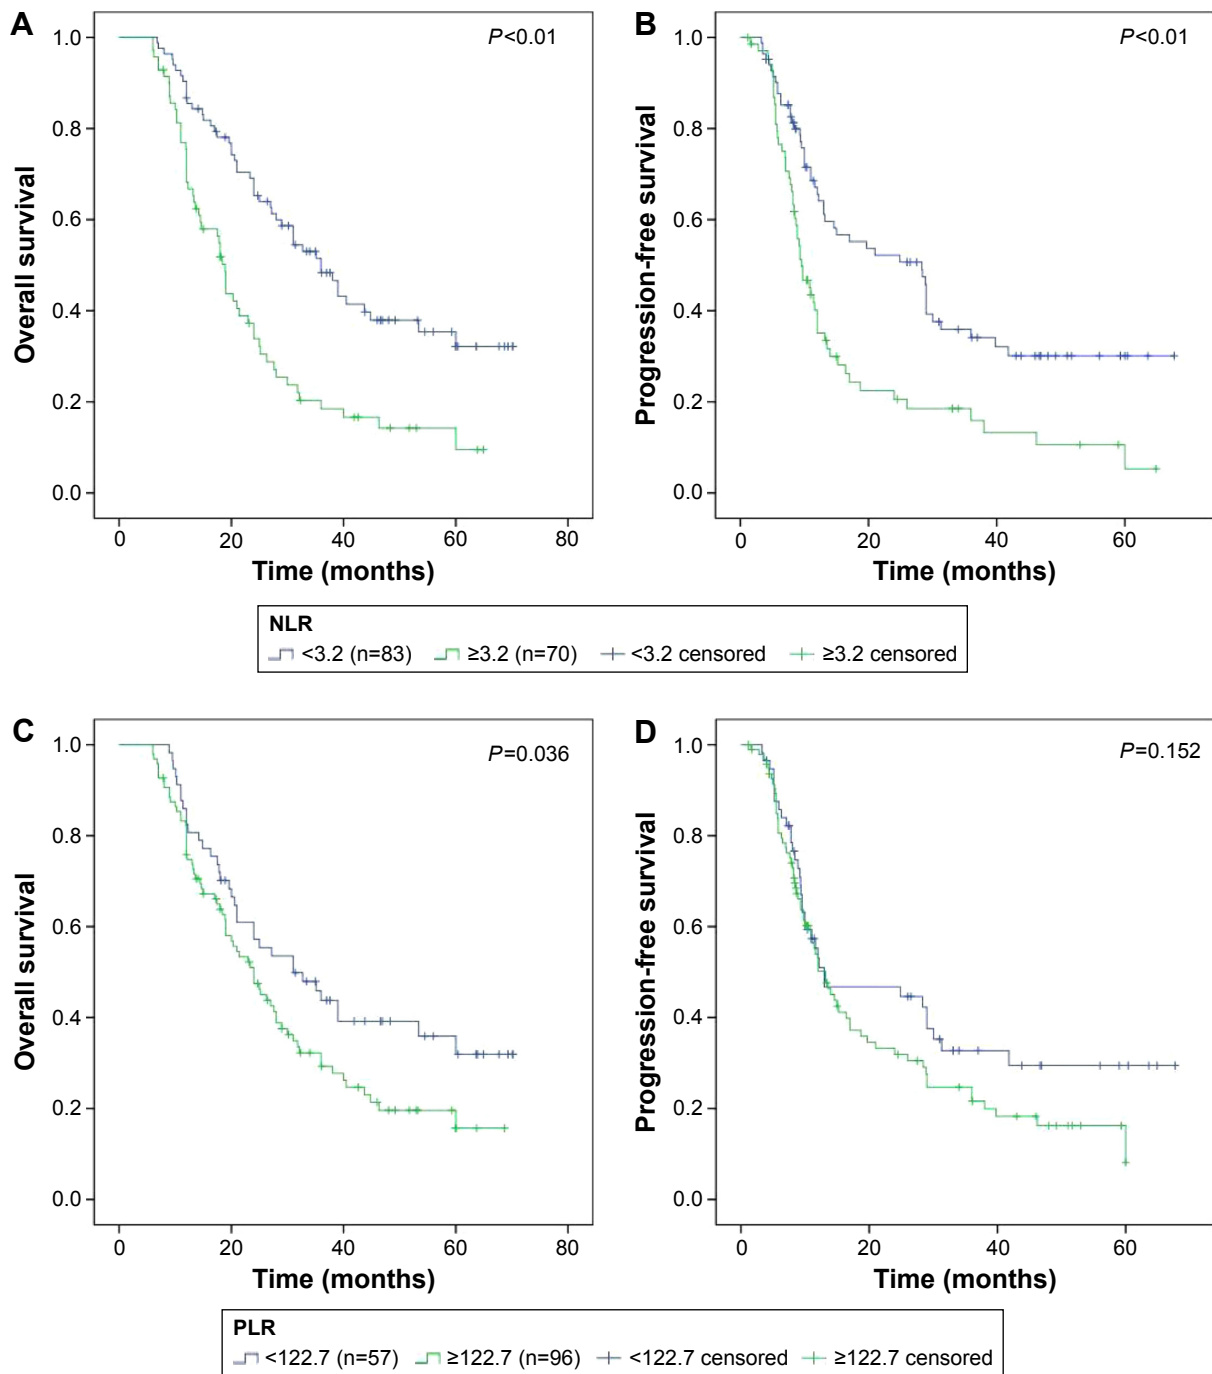 A
P<0.01
Overall survival
1.0
0.8
0.6
0.4
0.2
0.0
0 20 40 60 80
Time (months)
B
P<0.01
Progression-free survival
1.0
0.8
0.6
0.4
0.2
0.0
0 20 40 60
Time (months)
NLR
<3.2 (n=83) ≥3.2 (n=70) <3.2 censored ≥3.2 censored
C
P=0.036
Overall survival
1.0
0.8
0.6
0.4
0.2
0.0
0 20 40 60 80
Time (months)
D
P=0.152
Progression-free survival
1.0
0.8
0.6
0.4
0.2
0.0
0 20 40 60
Time (months)
PLR
<122.7 (n=57) ≥122.7 (n=96) <122.7 censored ≥122.7 censored